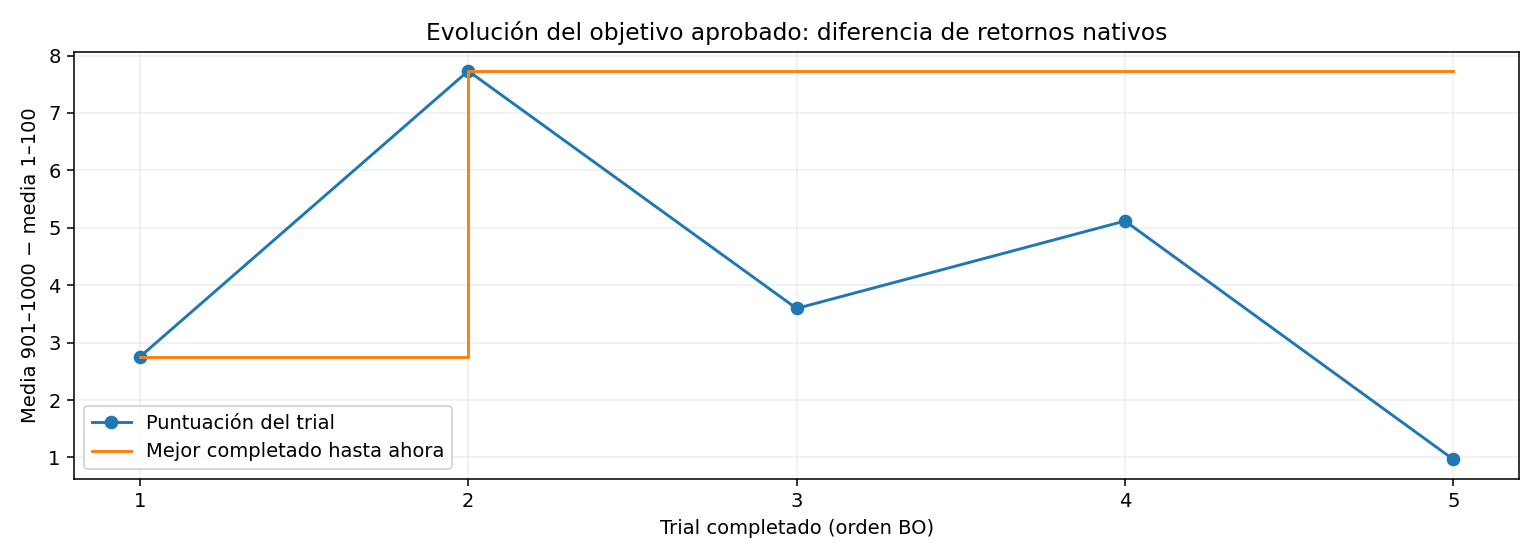 Evolución del objetivo aprobado: diferencia de retornos nativos
Media 901–1000 − media 1–100
8
7
6
5
4
3
2
1
Puntuación del trial
Mejor completado hasta ahora
1 2 3 4 5
Trial completado (orden BO)